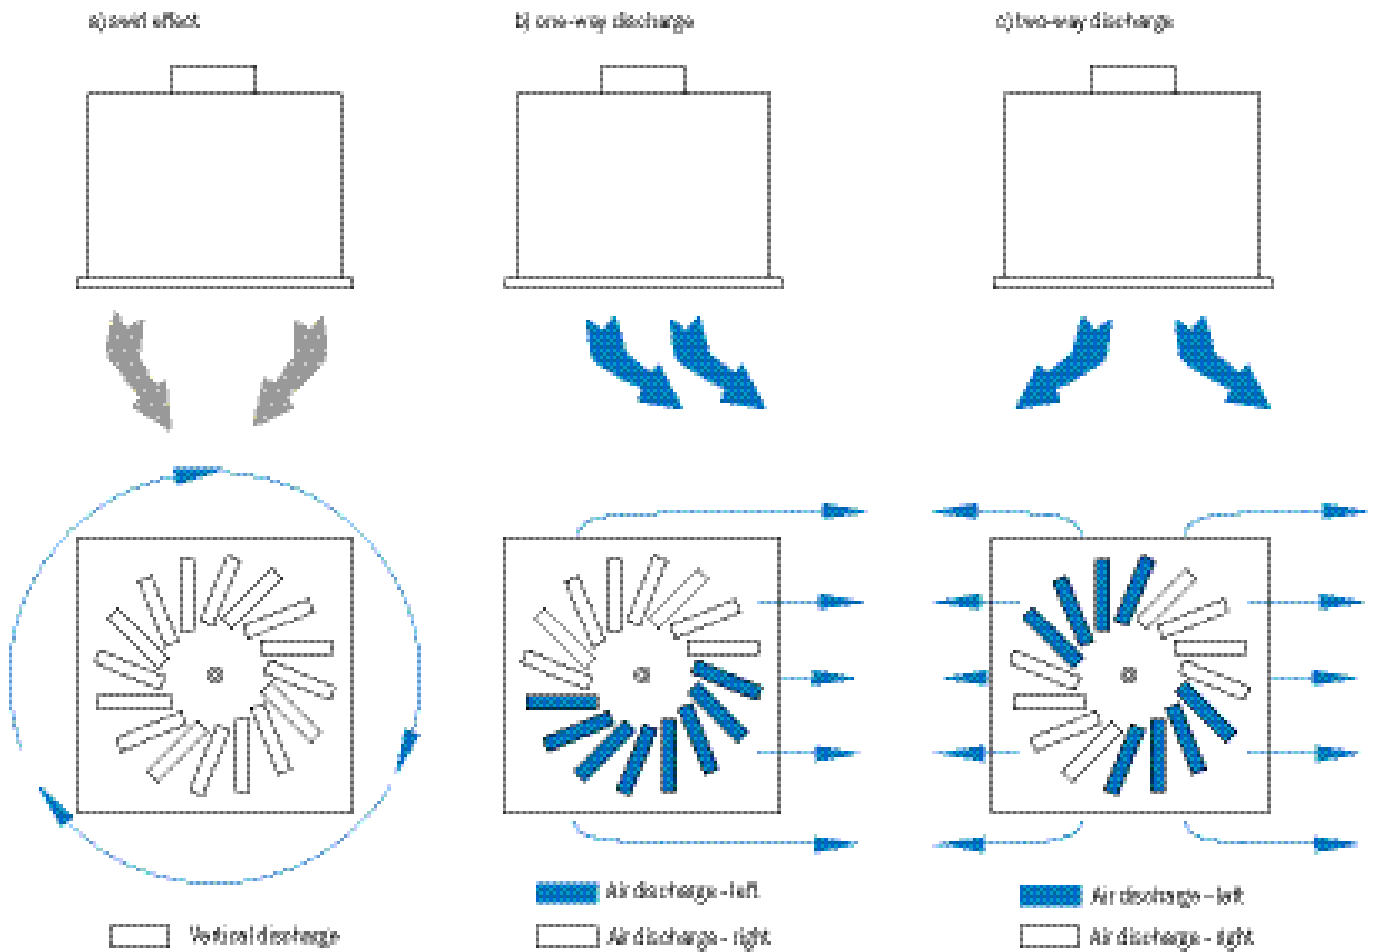 a) swirl effect
b) one-way discharge
c) two-way discharge
Air discharge - left
Air discharge - left
Vertical discharge
Air discharge - right
Air discharge - right